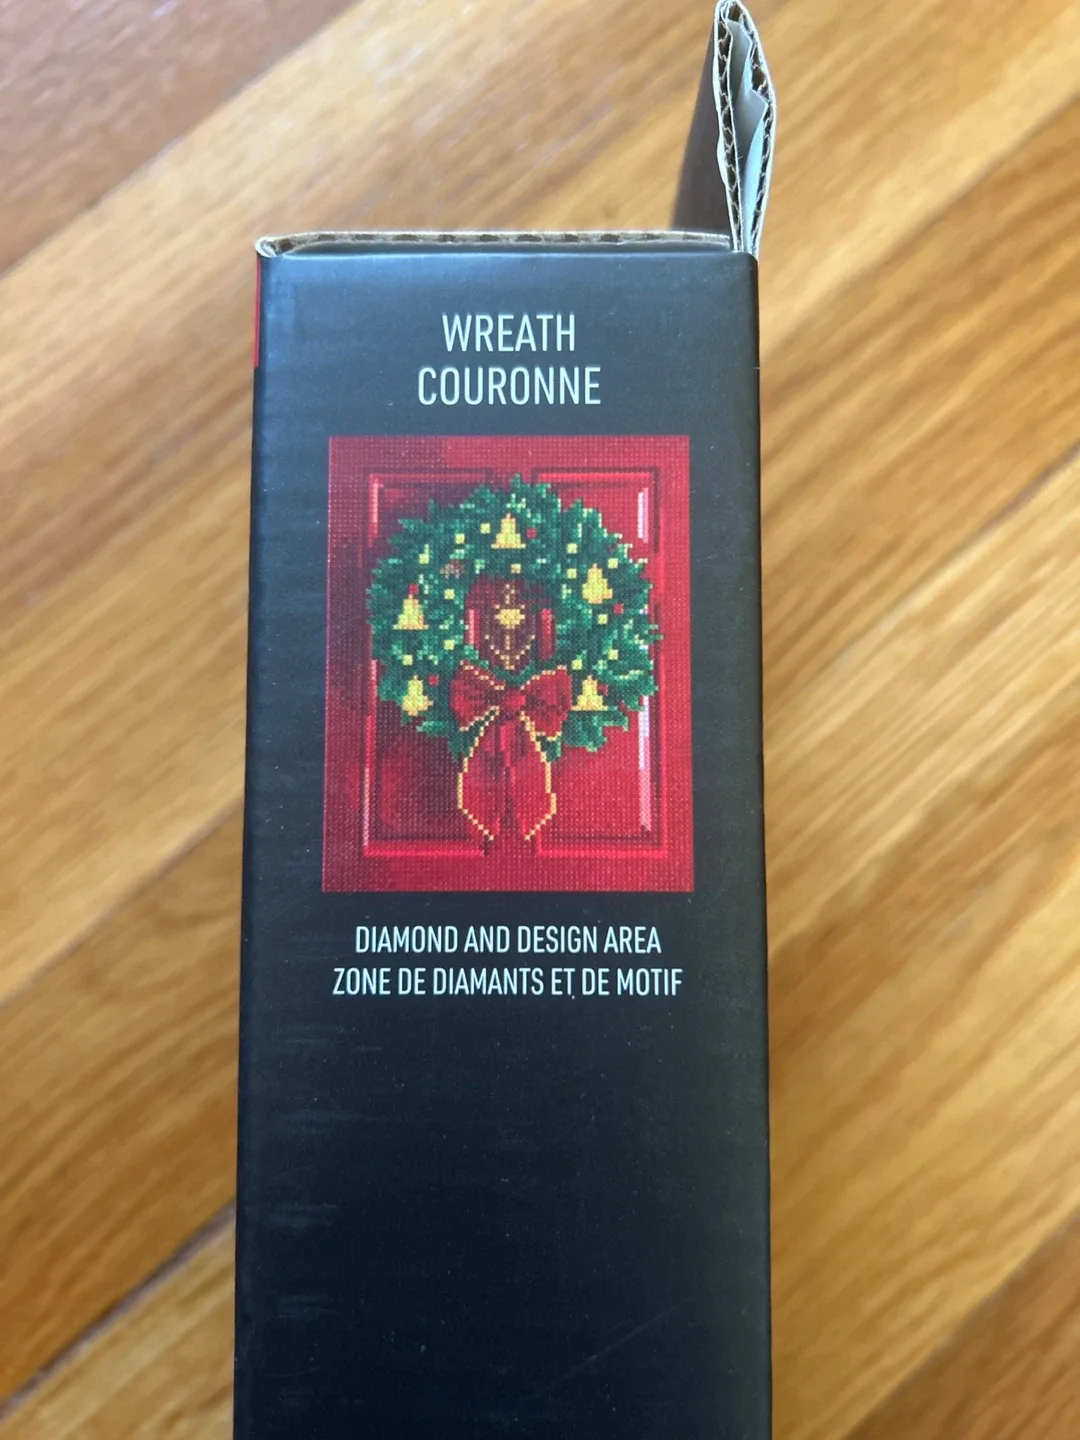 WREATH
COURONNE
DIAMOND AND DESIGN AREA
ZONE DE DIAMANTS ET DE MOTIF